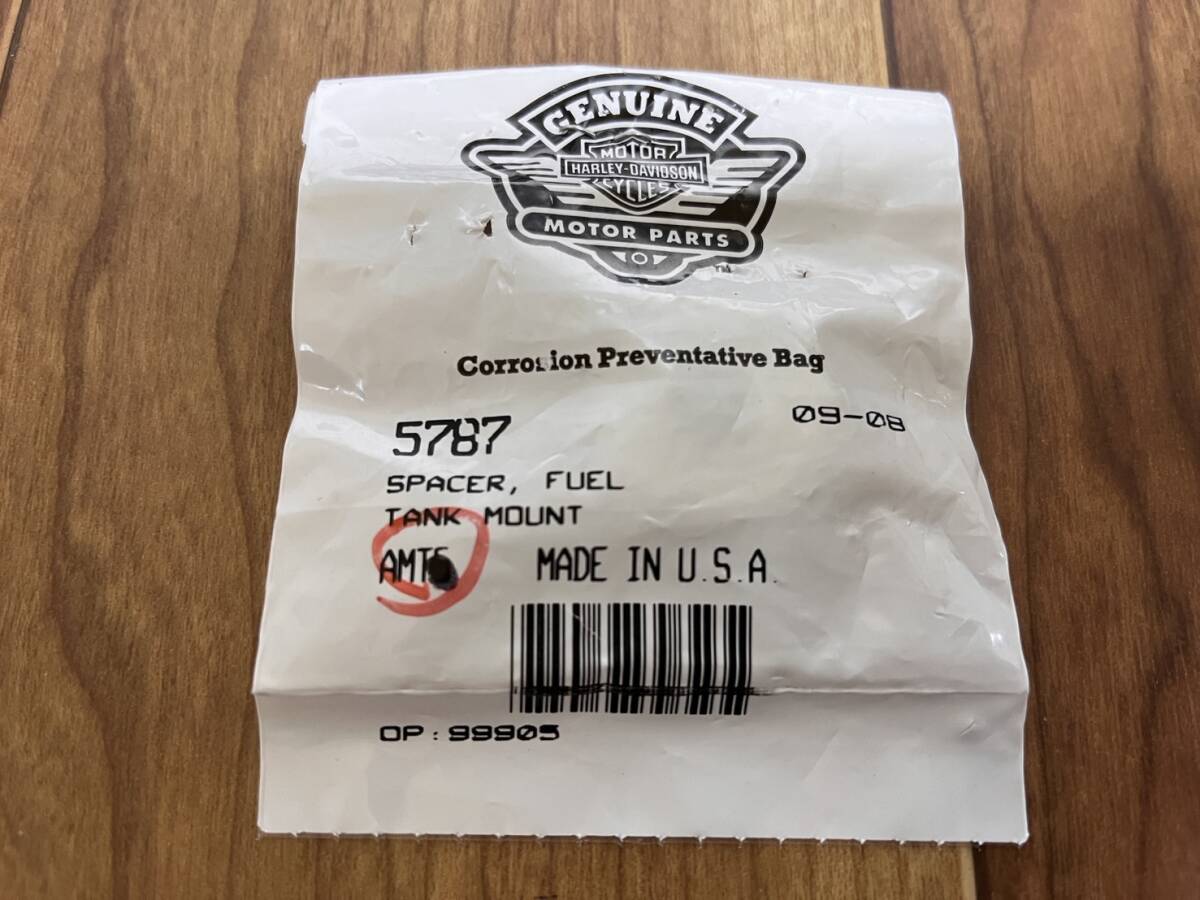 GENUINE
MOTOR
HARLEY-DAVIDSON
CYCLES
MOTOR PARTS
Corrosion Preventative Bag
5787
09-08
SPACER, FUEL
TANK MOUNT
MADE IN U.S.A.
OP: 99905